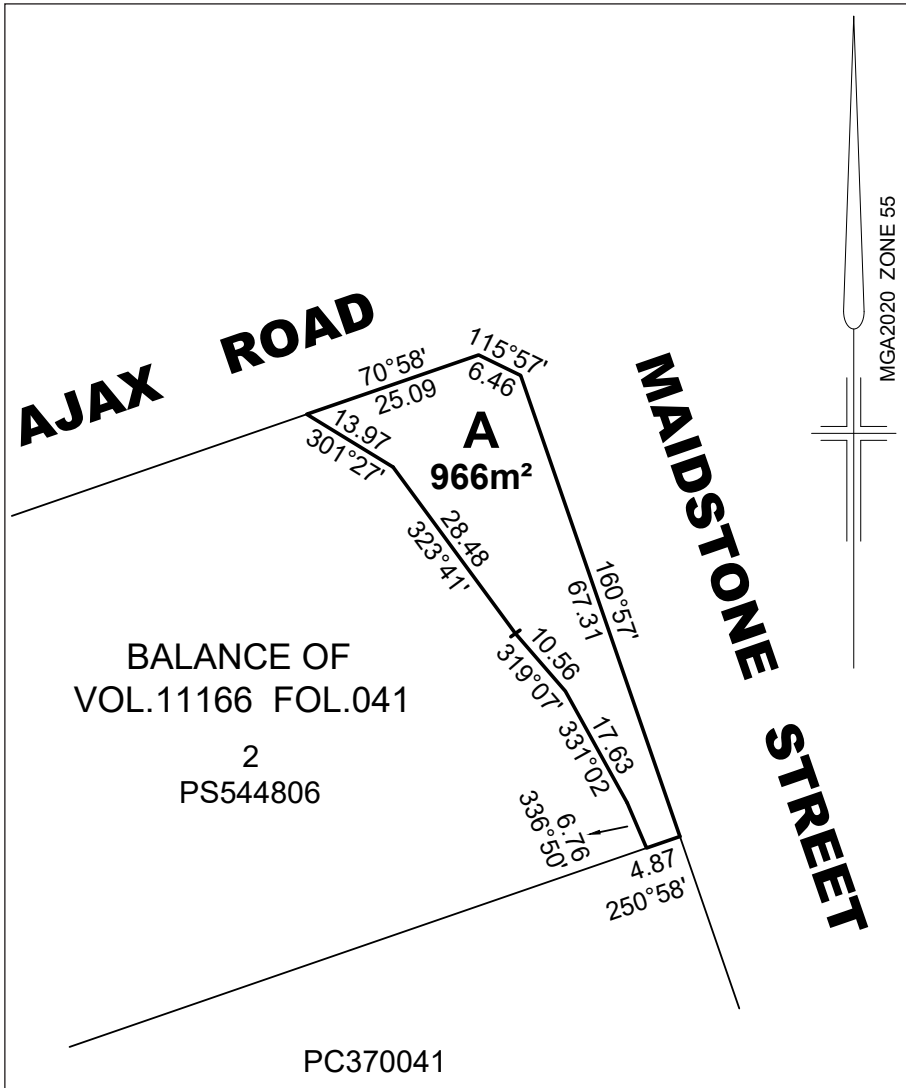 MGA2020 ZONE 55
AJAX ROAD
70°58'
25.09
115°57'
6.46
MAIDSTONE STREET
13.97
301°27'
A
966m²
28.48
323°41'
160°57'
67.31
10.56
319°07'
17.63
331°02
6.76
336°50'
4.87
250°58'
BALANCE OF
VOL.11166 FOL.041
2
PS544806
PC370041